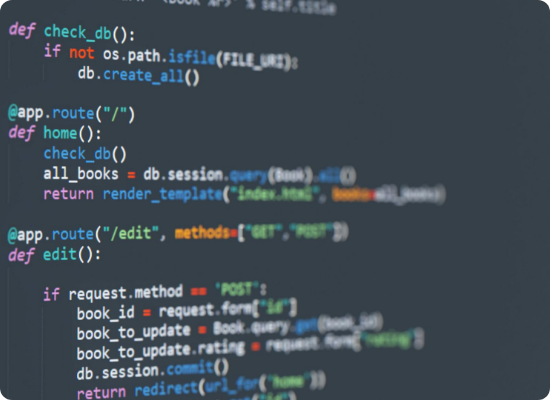 "<Book %r>" % self.title
def check_db():
if not os.path.isfile(FILE_URI):
db.create_all()
@app.route("/")
def home():
check_db()
all_books = db.session.query(Book).all()
return render_template("index.html", books=all_books)
@app.route("/edit", methods=["GET","POST"])
def edit():
if request.method == 'POST':
book_id = request.form["id"]
book_to_update = Book.query.get(book_id)
book_to_update.rating = request.form["rating"]
db.session.commit()
return redirect(url_for('home'))